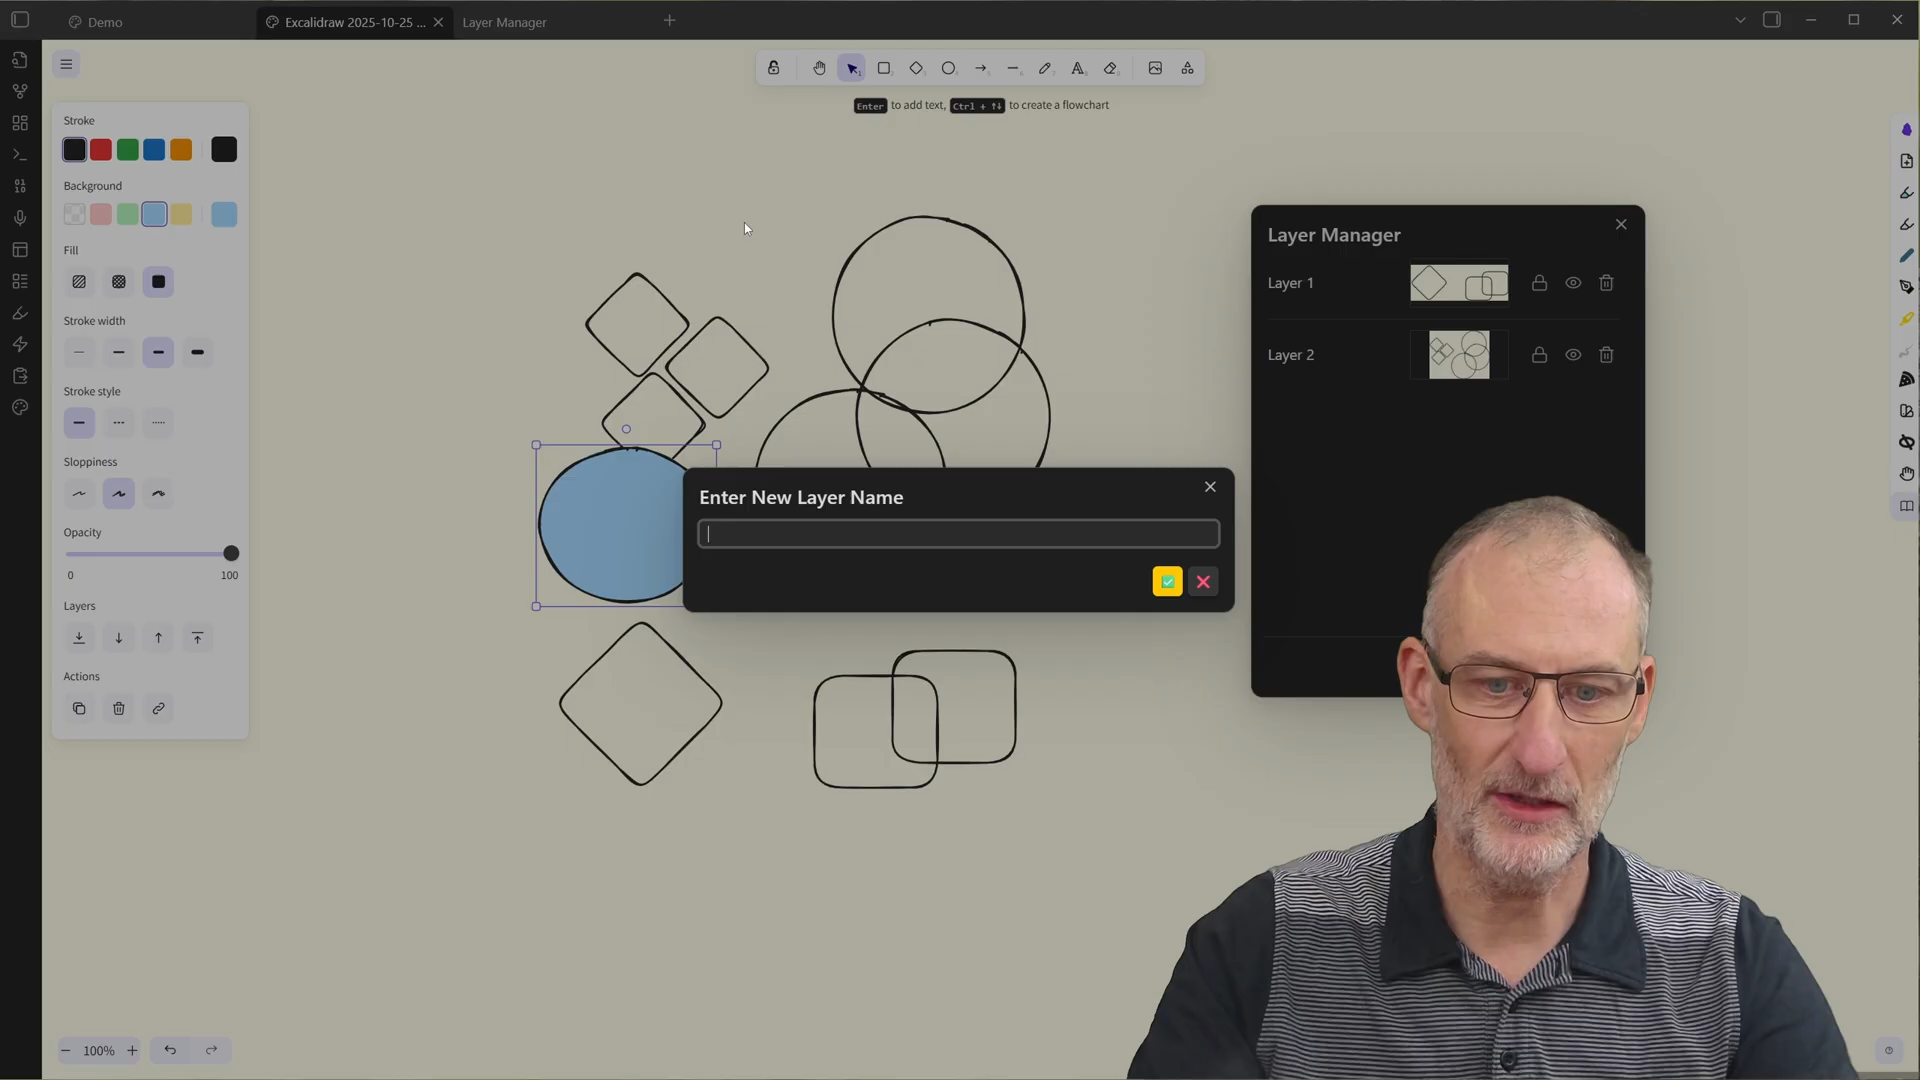 Demo
Excalidraw 2025-10-25 ...
Layer Manager
Enter to add text, Ctrl + ↑↓ to create a flowchart
Stroke
Background
Fill
Stroke width
Stroke style
Sloppiness
Opacity
0 100
Layers
Actions
100%
Layer Manager
Layer 1
Layer 2
Enter New Layer Name